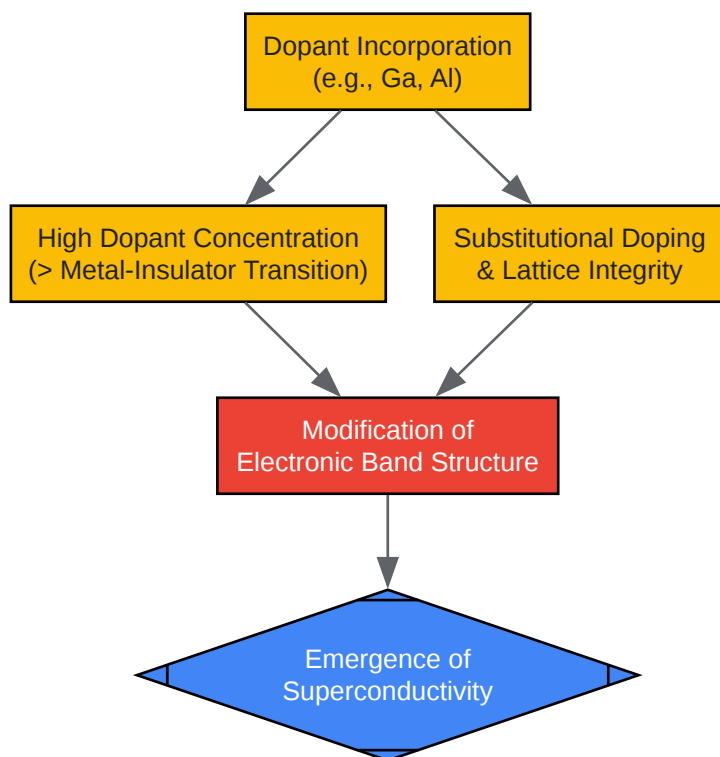 Dopant Incorporation
(e.g., Ga, Al)
High Dopant Concentration
(> Metal-Insulator Transition)
Substitutional Doping
& Lattice Integrity
Modification of
Electronic Band Structure
Emergence of
Superconductivity